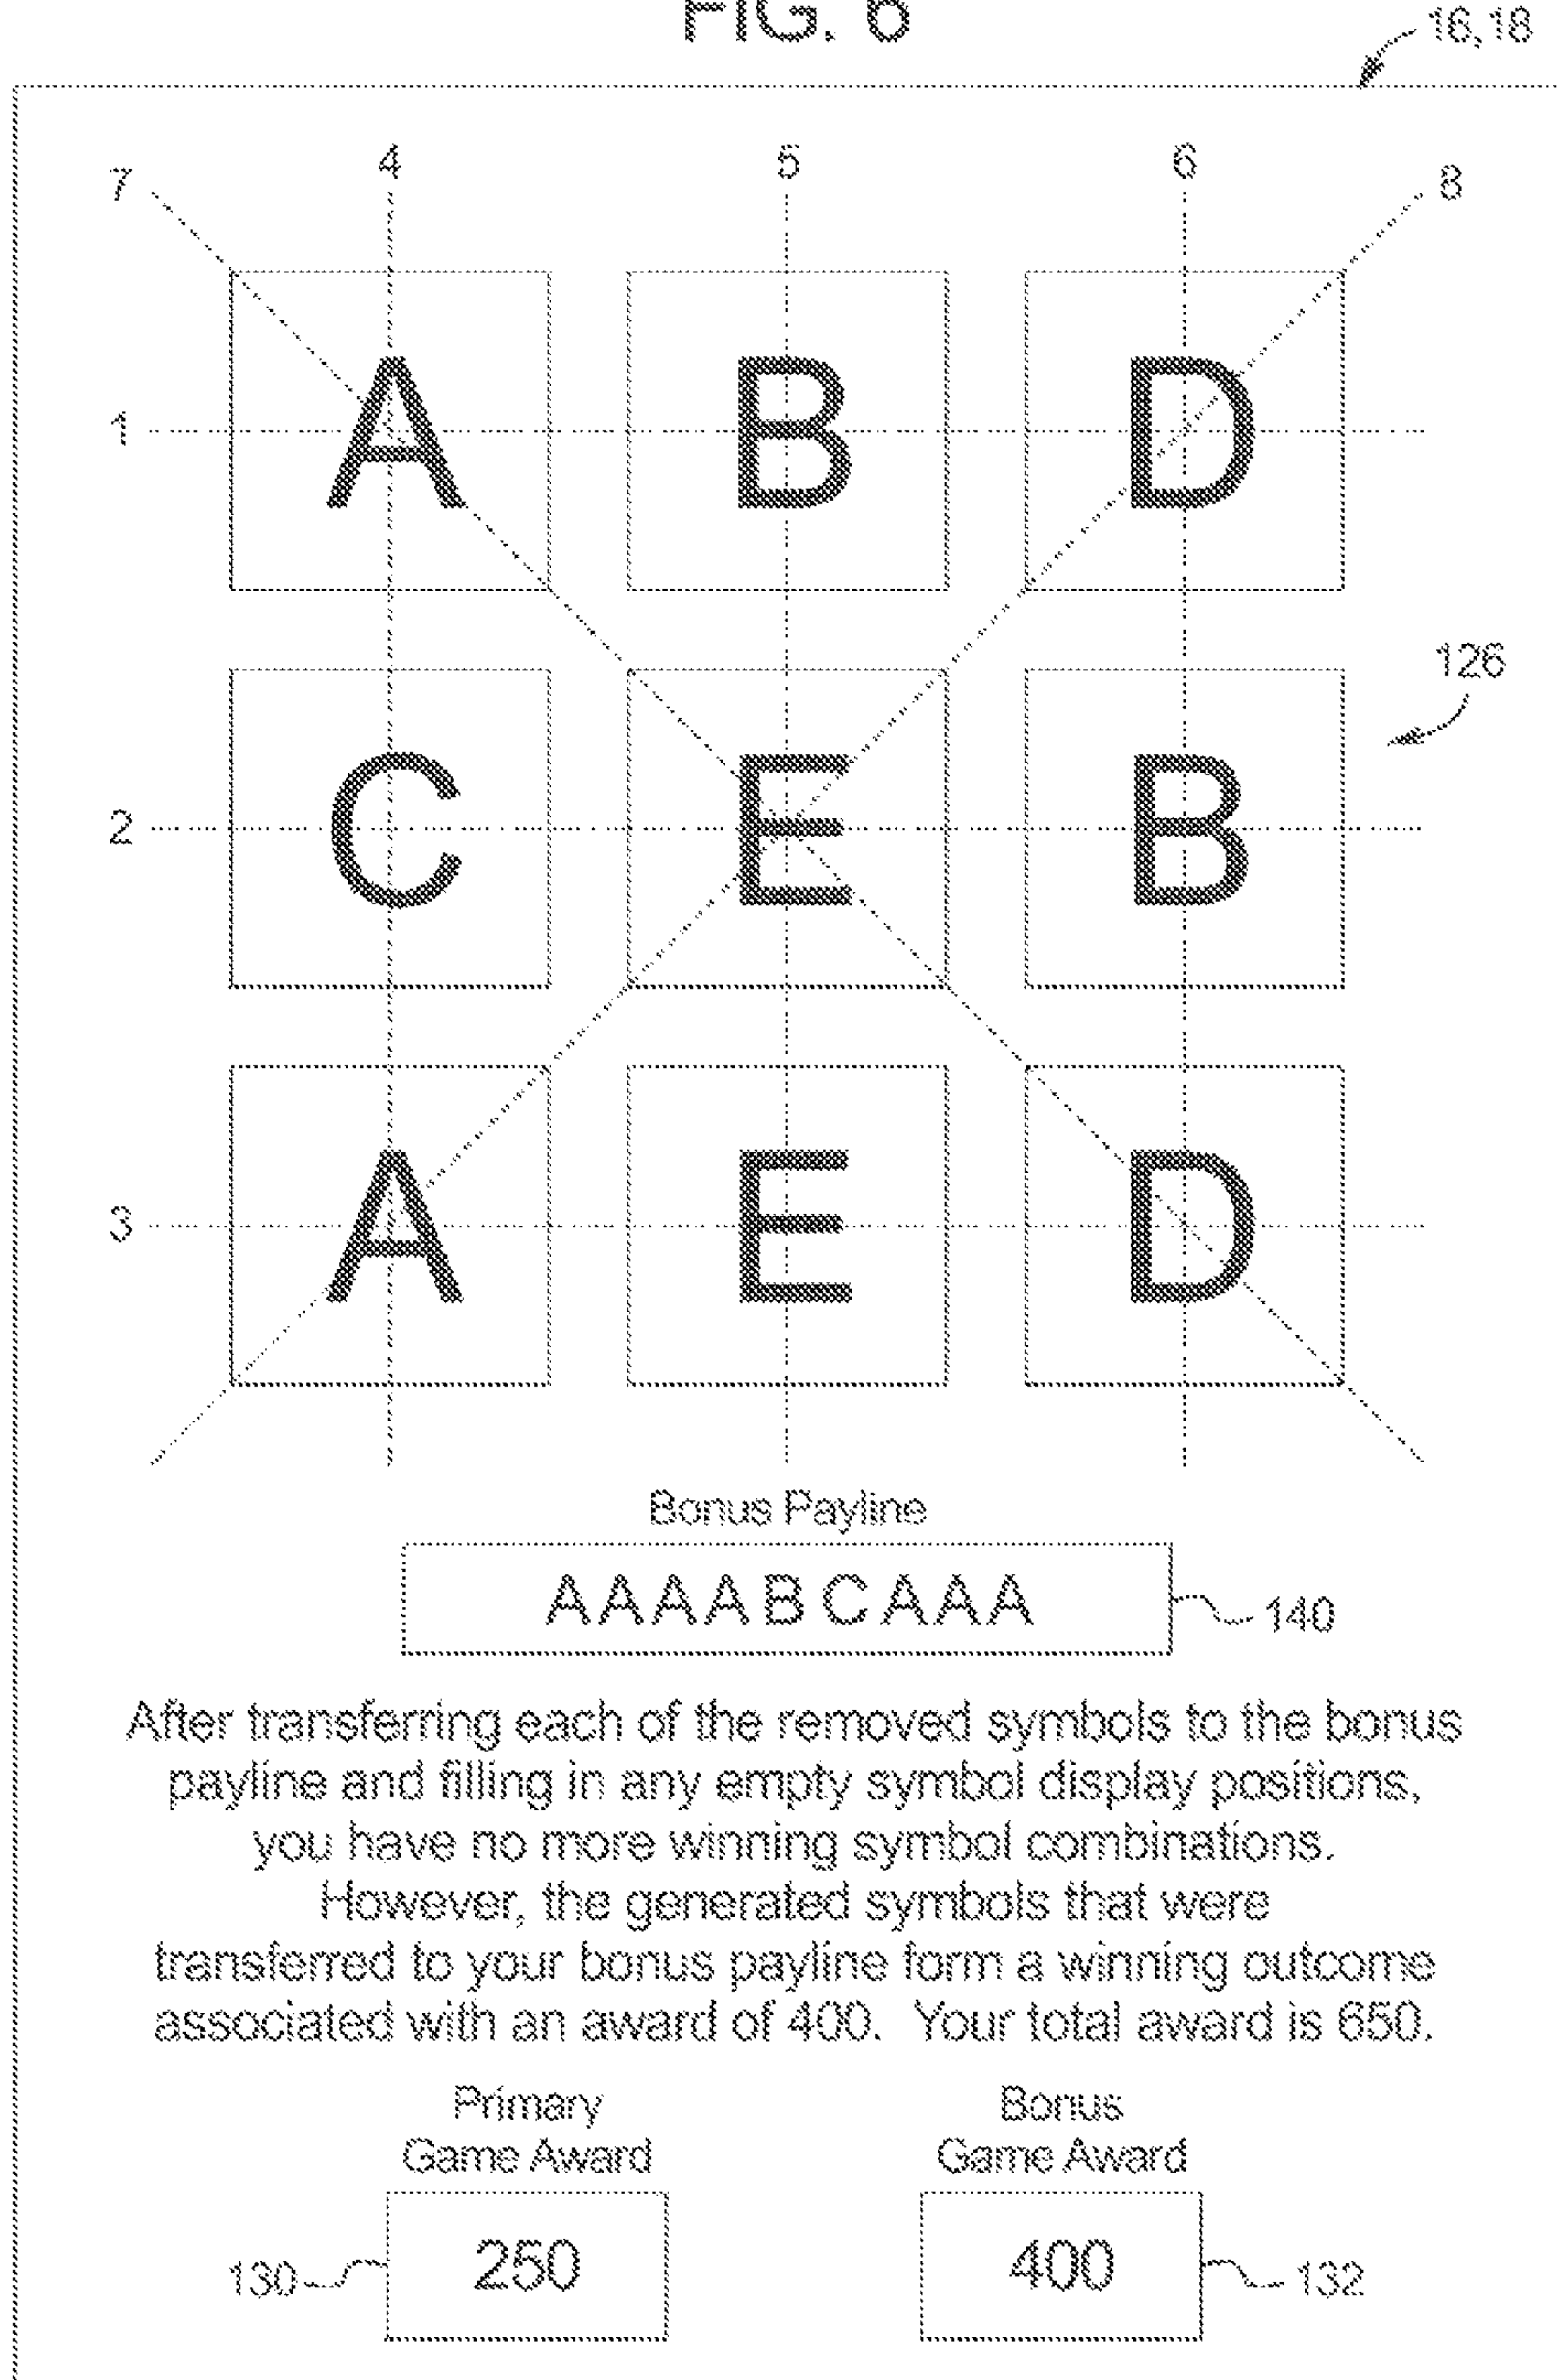 FIG. 6
16,18
4 5 6
7 8
A B D
1
126
C E B
2
A E D
3
Bonus Payline
AAAABCAAA
140
After transferring each of the removed symbols to the bonus
payline and filling in any empty symbol display positions,
you have no more winning symbol combinations.
However, the generated symbols that were
transferred to your bonus payline form a winning outcome
associated with an award of 400. Your total award is 650.
Primary Bonus
Game Award Game Award
130 250 400 132